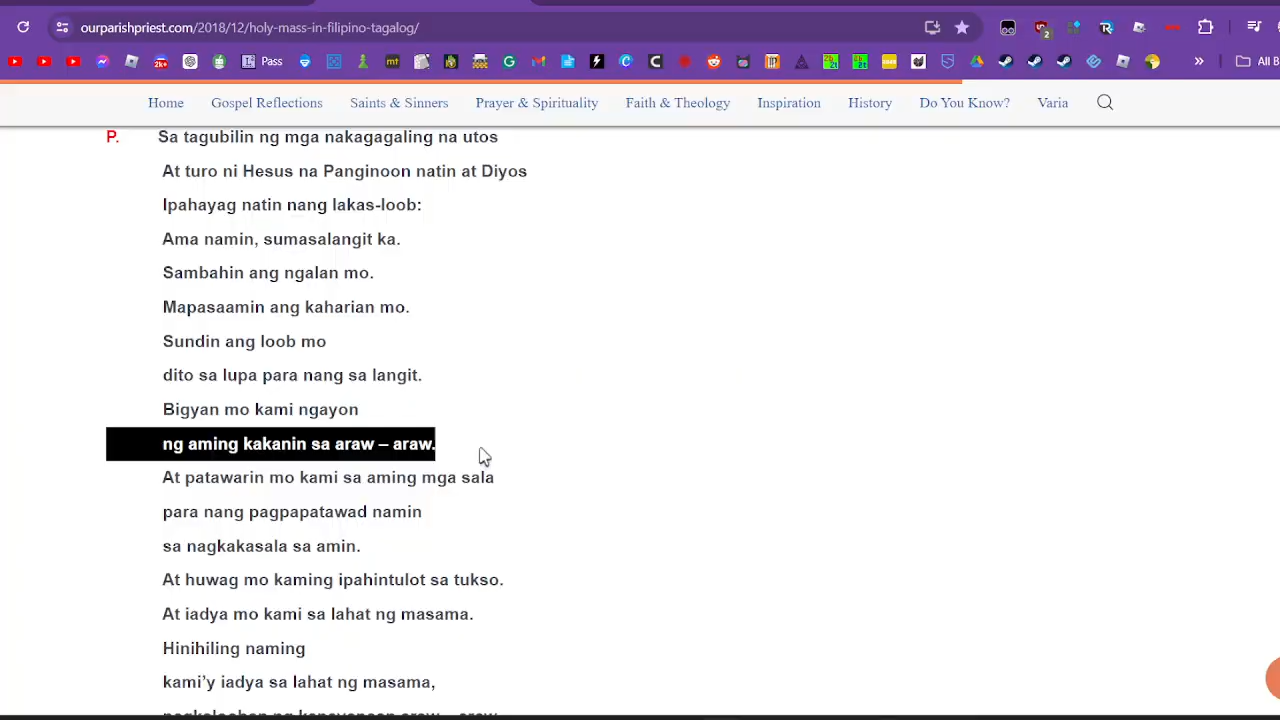 ourparishpriest.com/2018/12/holy-mass-in-filipino-tagalog/
Pass
All B
Home Gospel Reflections Saints & Sinners Prayer & Spirituality Faith & Theology Inspiration History Do You Know? Varia
P. Sa tagubilin ng mga nakagagaling na utos
At turo ni Hesus na Panginoon natin at Diyos
Ipahayag natin nang lakas-loob:
Ama namin, sumasalangit ka.
Sambahin ang ngalan mo.
Mapasaamin ang kaharian mo.
Sundin ang loob mo
dito sa lupa para nang sa langit.
Bigyan mo kami ngayon
ng aming kakanin sa araw – araw.
At patawarin mo kami sa aming mga sala
para nang pagpapatawad namin
sa nagkakasala sa amin.
At huwag mo kaming ipahintulot sa tukso.
At iadya mo kami sa lahat ng masama.
Hinihiling naming
kami’y iadya sa lahat ng masama,